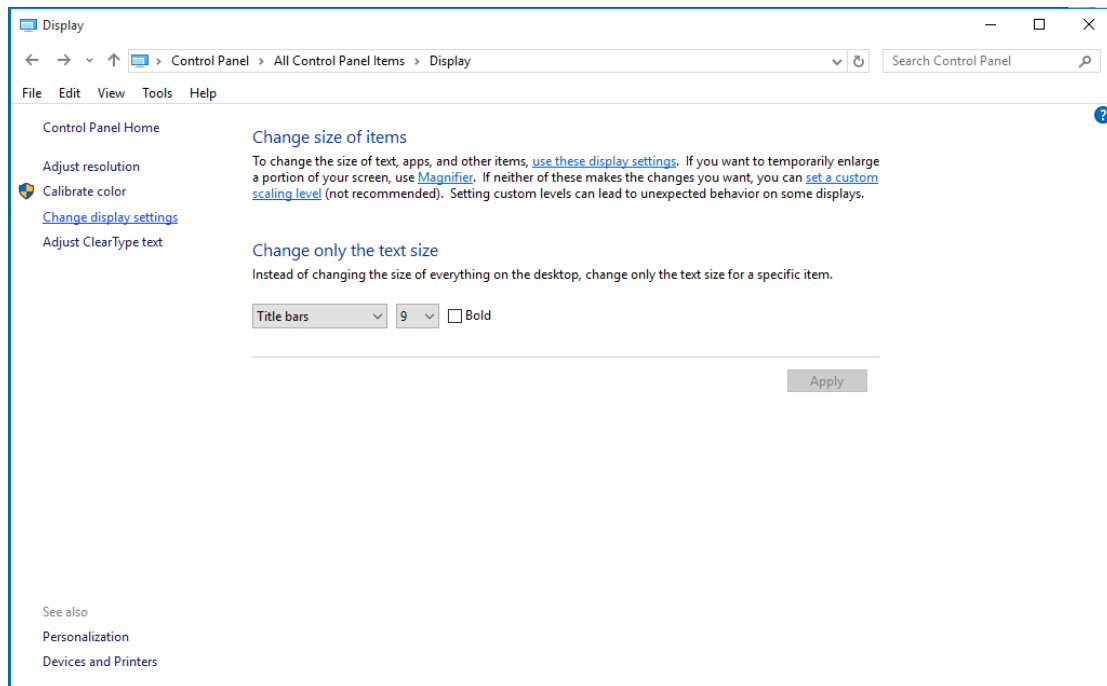 Display
Control Panel > All Control Panel Items > Display
Search Control Panel
File Edit View Tools Help
?
Control Panel Home
Adjust resolution
Calibrate color
Change display settings
Adjust ClearType text
Change size of items
To change the size of text, apps, and other items, use these display settings. If you want to temporarily enlarge
a portion of your screen, use Magnifier. If neither of these makes the changes you want, you can set a custom
scaling level (not recommended). Setting custom levels can lead to unexpected behavior on some displays.
Change only the text size
Instead of changing the size of everything on the desktop, change only the text size for a specific item.
Title bars 9 Bold
Apply
See also
Personalization
Devices and Printers